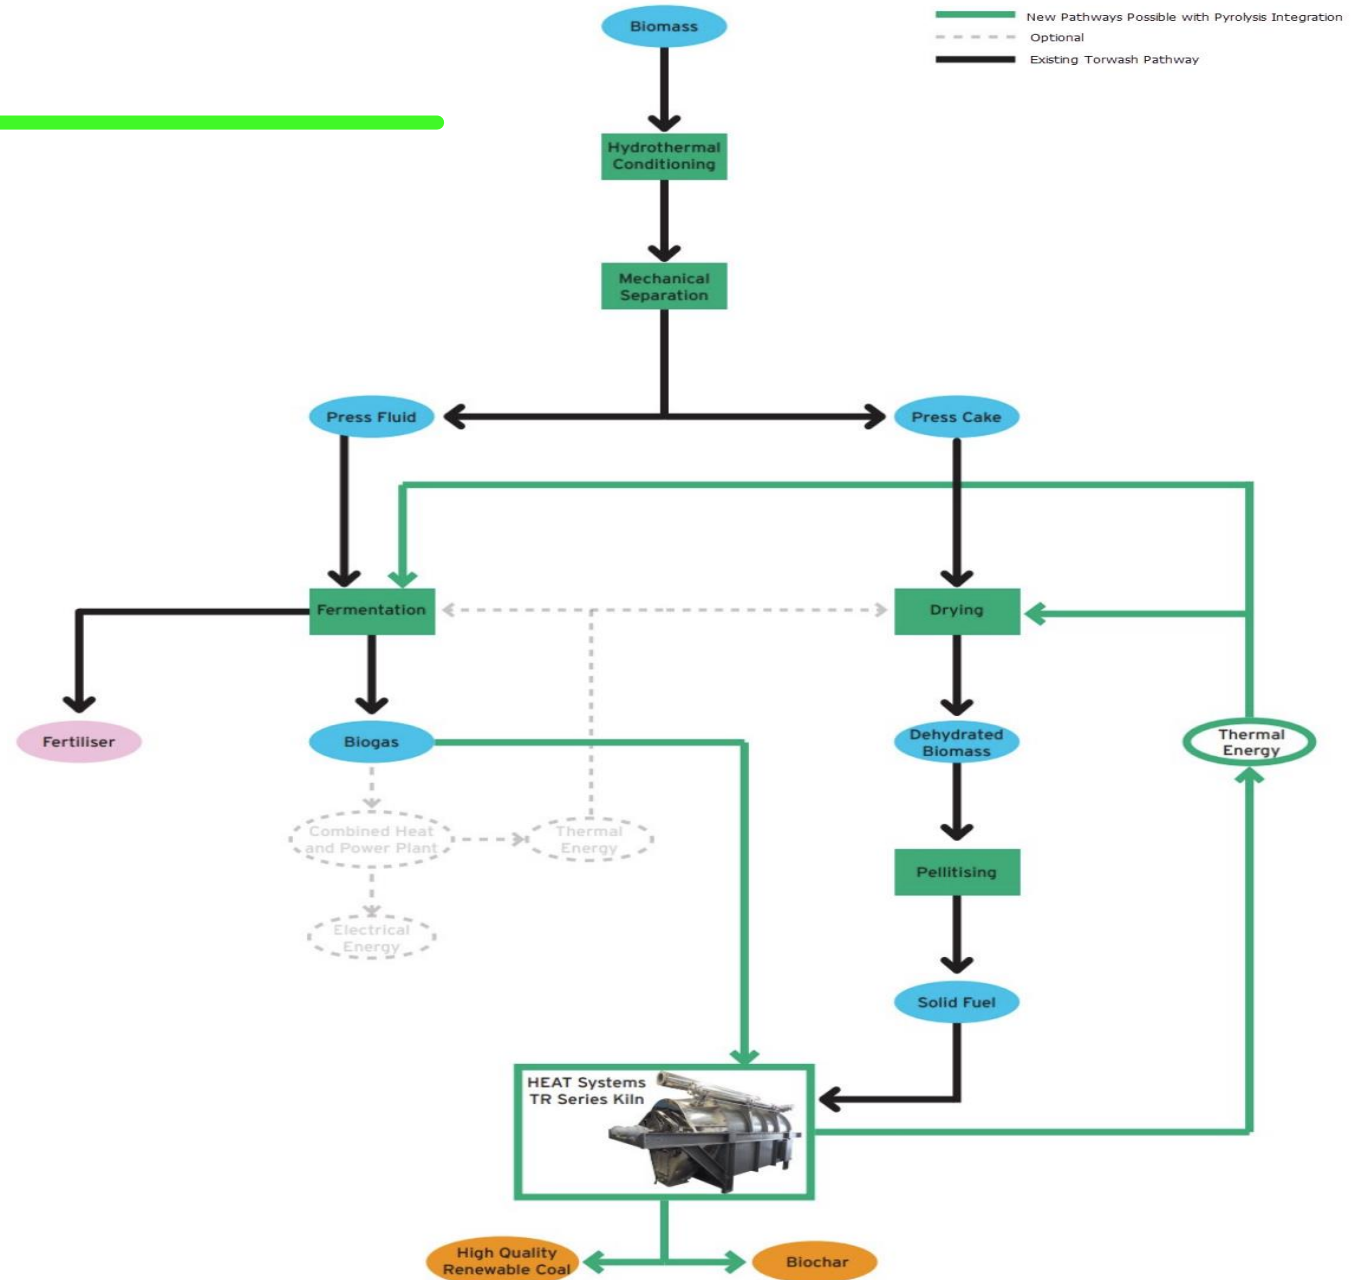 Biomass
New Pathways Possible with Pyrolysis Integration
Optional
Existing Torwash Pathway
Hydrothermal
Conditioning
Mechanical
Separation
Press Fluid
Press Cake
Fermentation
Drying
Fertiliser
Biogas
Dehydrated
Biomass
Thermal
Energy
Combined Heat
and Power Plant
Thermal
Energy
Pellitising
Electrical
Energy
Solid Fuel
HEAT Systems
TR Series Kiln
High Quality
Renewable Coal
Biochar